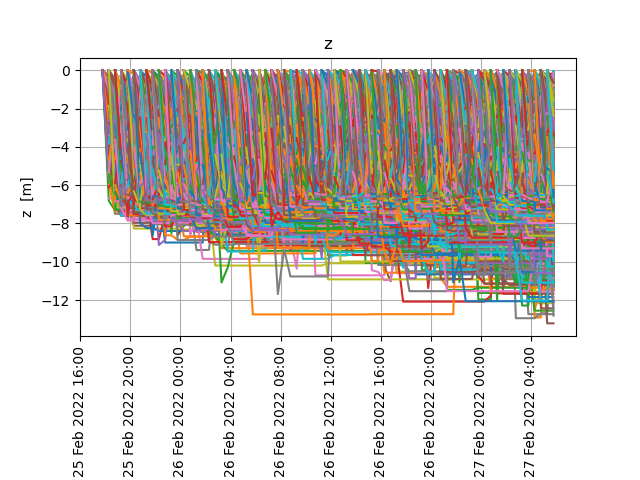 z
0
−2
−4
−6
−8
−10
−12
z [m]
25 Feb 2022 16:00
25 Feb 2022 20:00
26 Feb 2022 00:00
26 Feb 2022 04:00
26 Feb 2022 08:00
26 Feb 2022 12:00
26 Feb 2022 16:00
26 Feb 2022 20:00
27 Feb 2022 00:00
27 Feb 2022 04:00